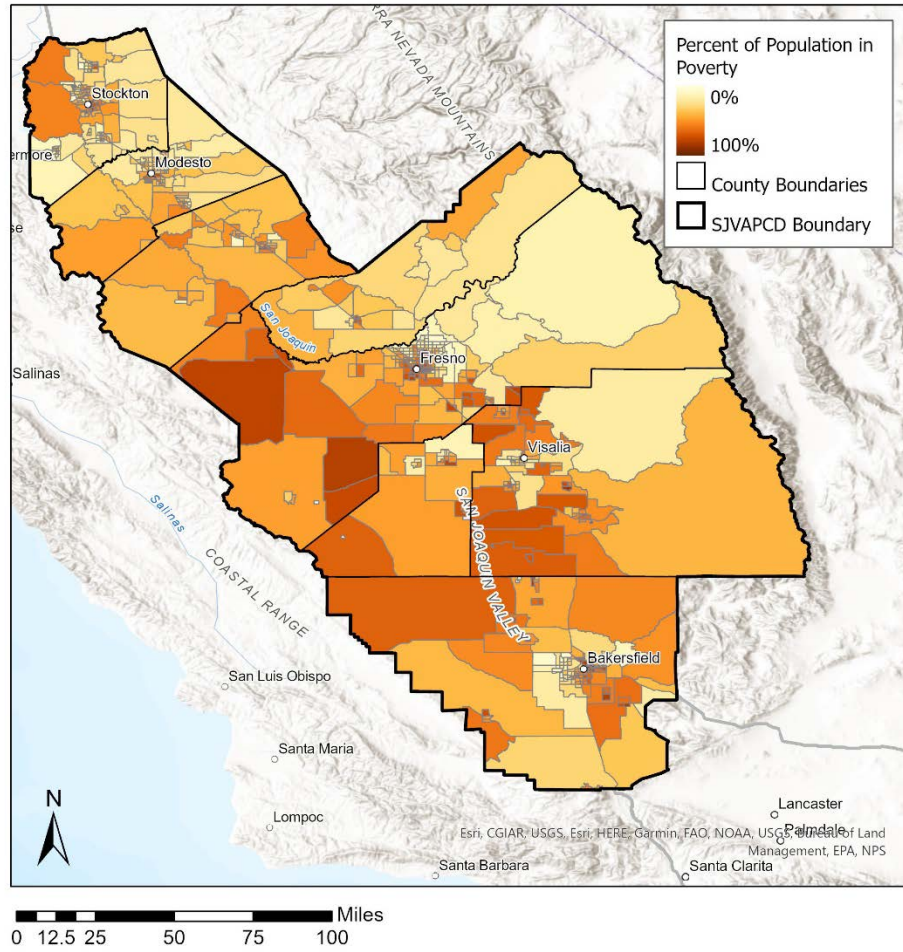 Percent of Population in
Poverty
0%
100%
County Boundaries
SJVAPCD Boundary
RRA NEVADA MOUNTAINS
Stockton
ermore
Modesto
se
San Joaquin
Fresno
Salinas
Visalia
Salinas
SAN JOAQUIN VALLEY
COASTAL RANGE
Bakersfield
San Luis Obispo
Santa Maria
N
Lompoc
Lancaster
Palmdale
Esri, CGIAR, USGS, Esri, HERE, Garmin, FAO, NOAA, USGS, Bureau of Land
Management, EPA, NPS
Santa Barbara
Santa Clarita
Miles
0 12.5 25 50 75 100